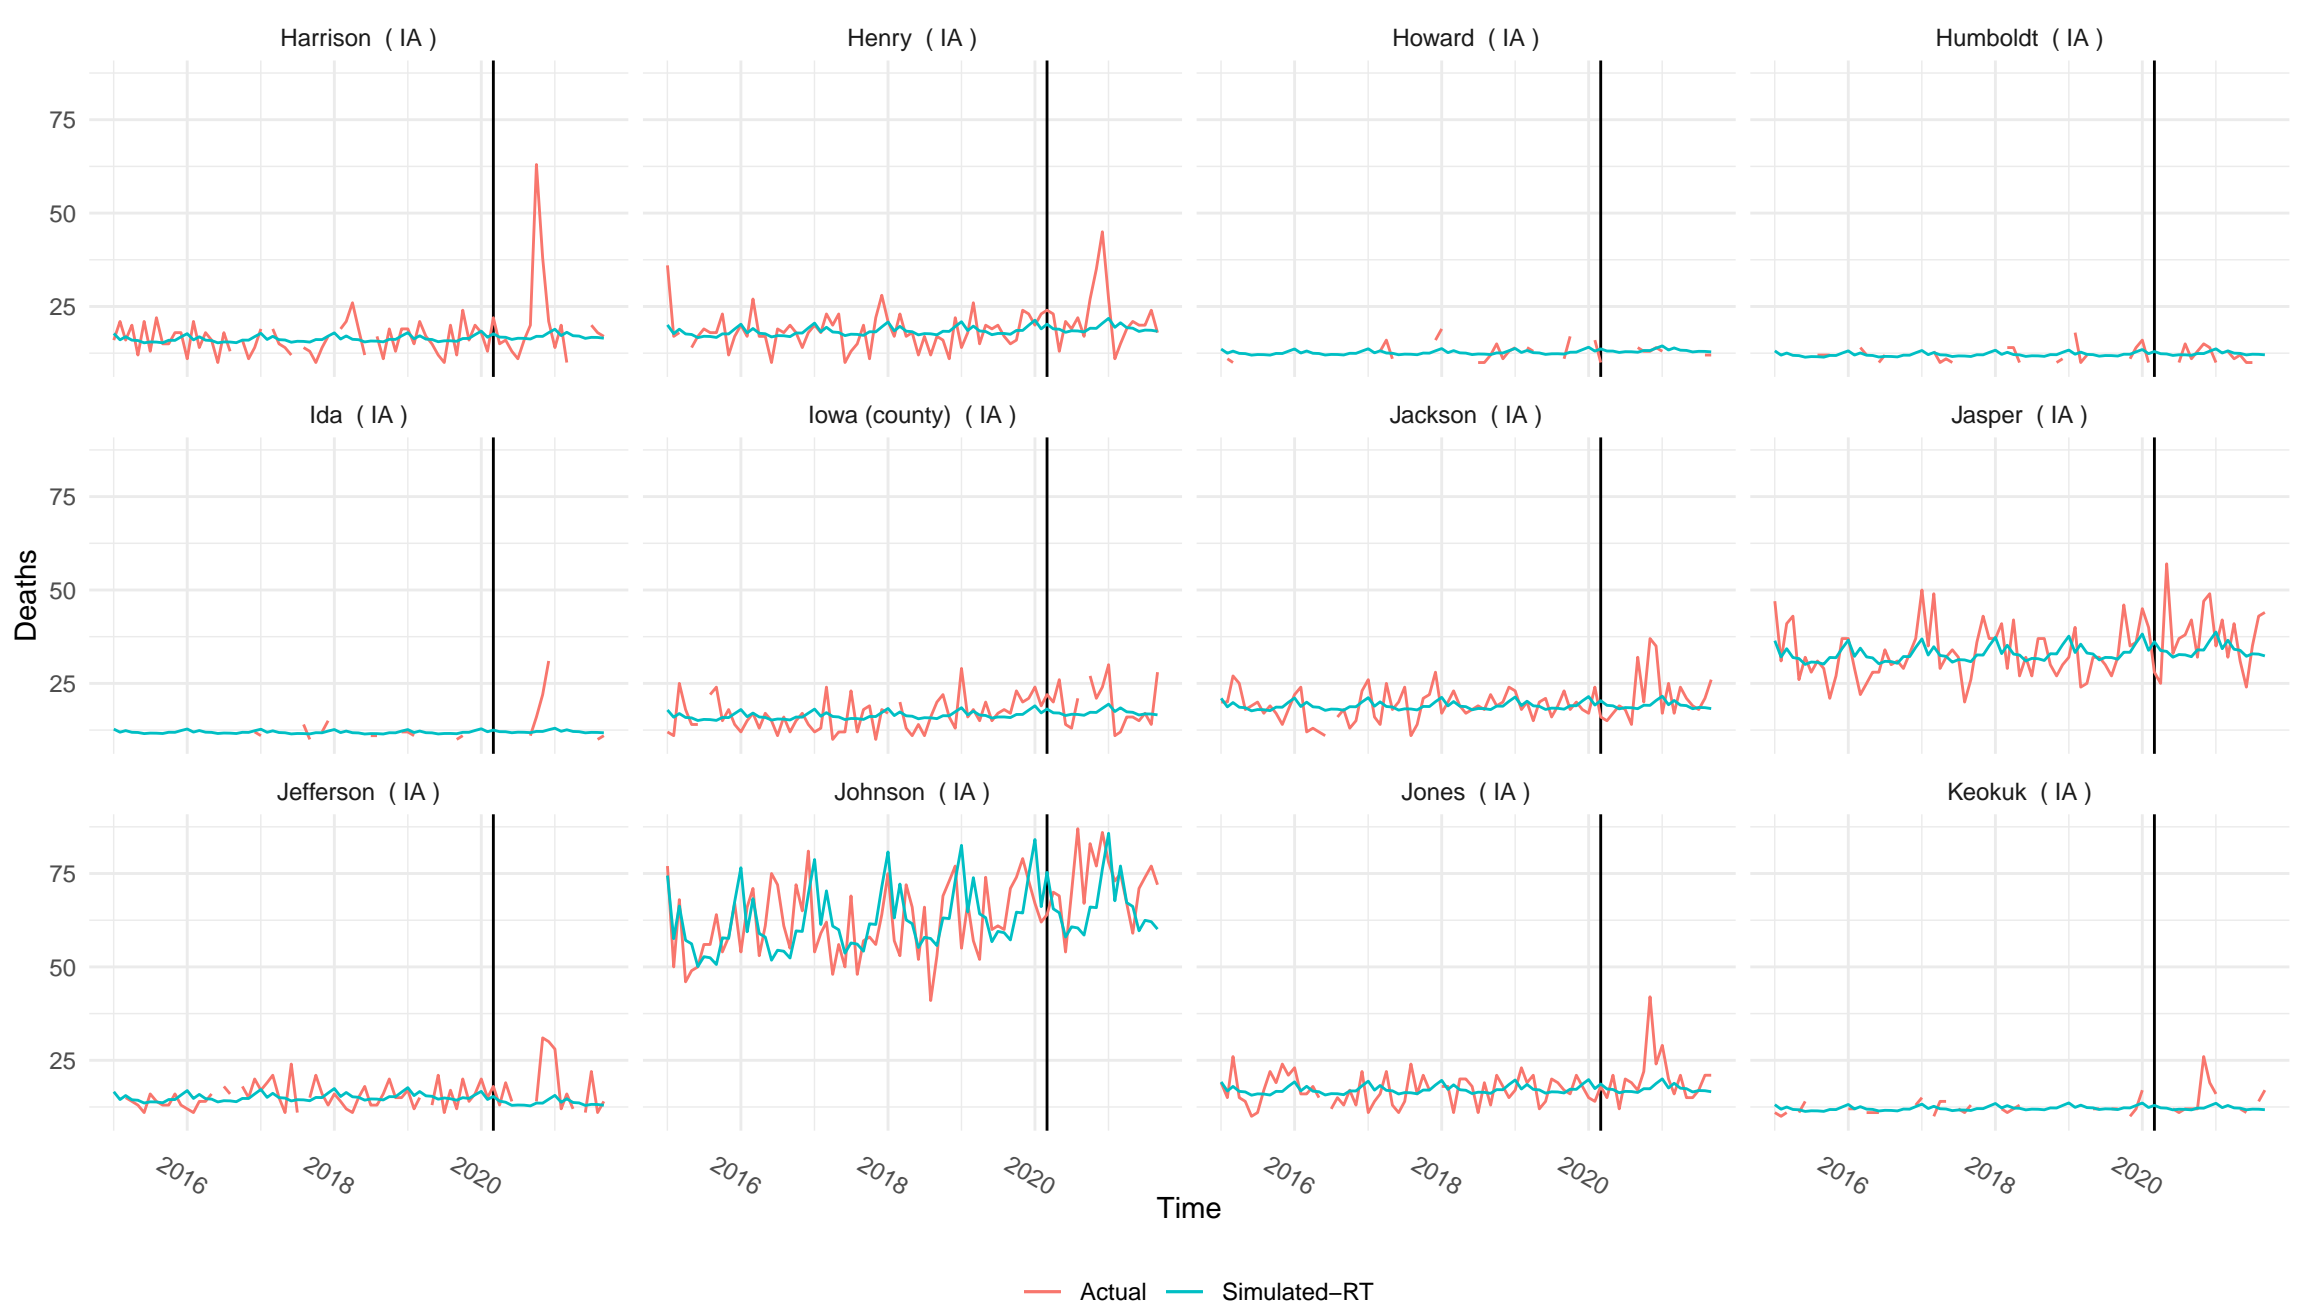 Harrison  ( IA )
Henry  ( IA )
Howard  ( IA )
Humboldt  ( IA )
75
50
25
Ida  ( IA )
Iowa (county)  ( IA )
Jackson  ( IA )
Jasper  ( IA )
75
50
25
Deaths
Jefferson  ( IA )
Johnson  ( IA )
Jones  ( IA )
Keokuk  ( IA )
75
50
25
2016 2018 2020
2016 2018 2020
2016 2018 2020
2016 2018 2020
Time
Actual
Simulated−RT